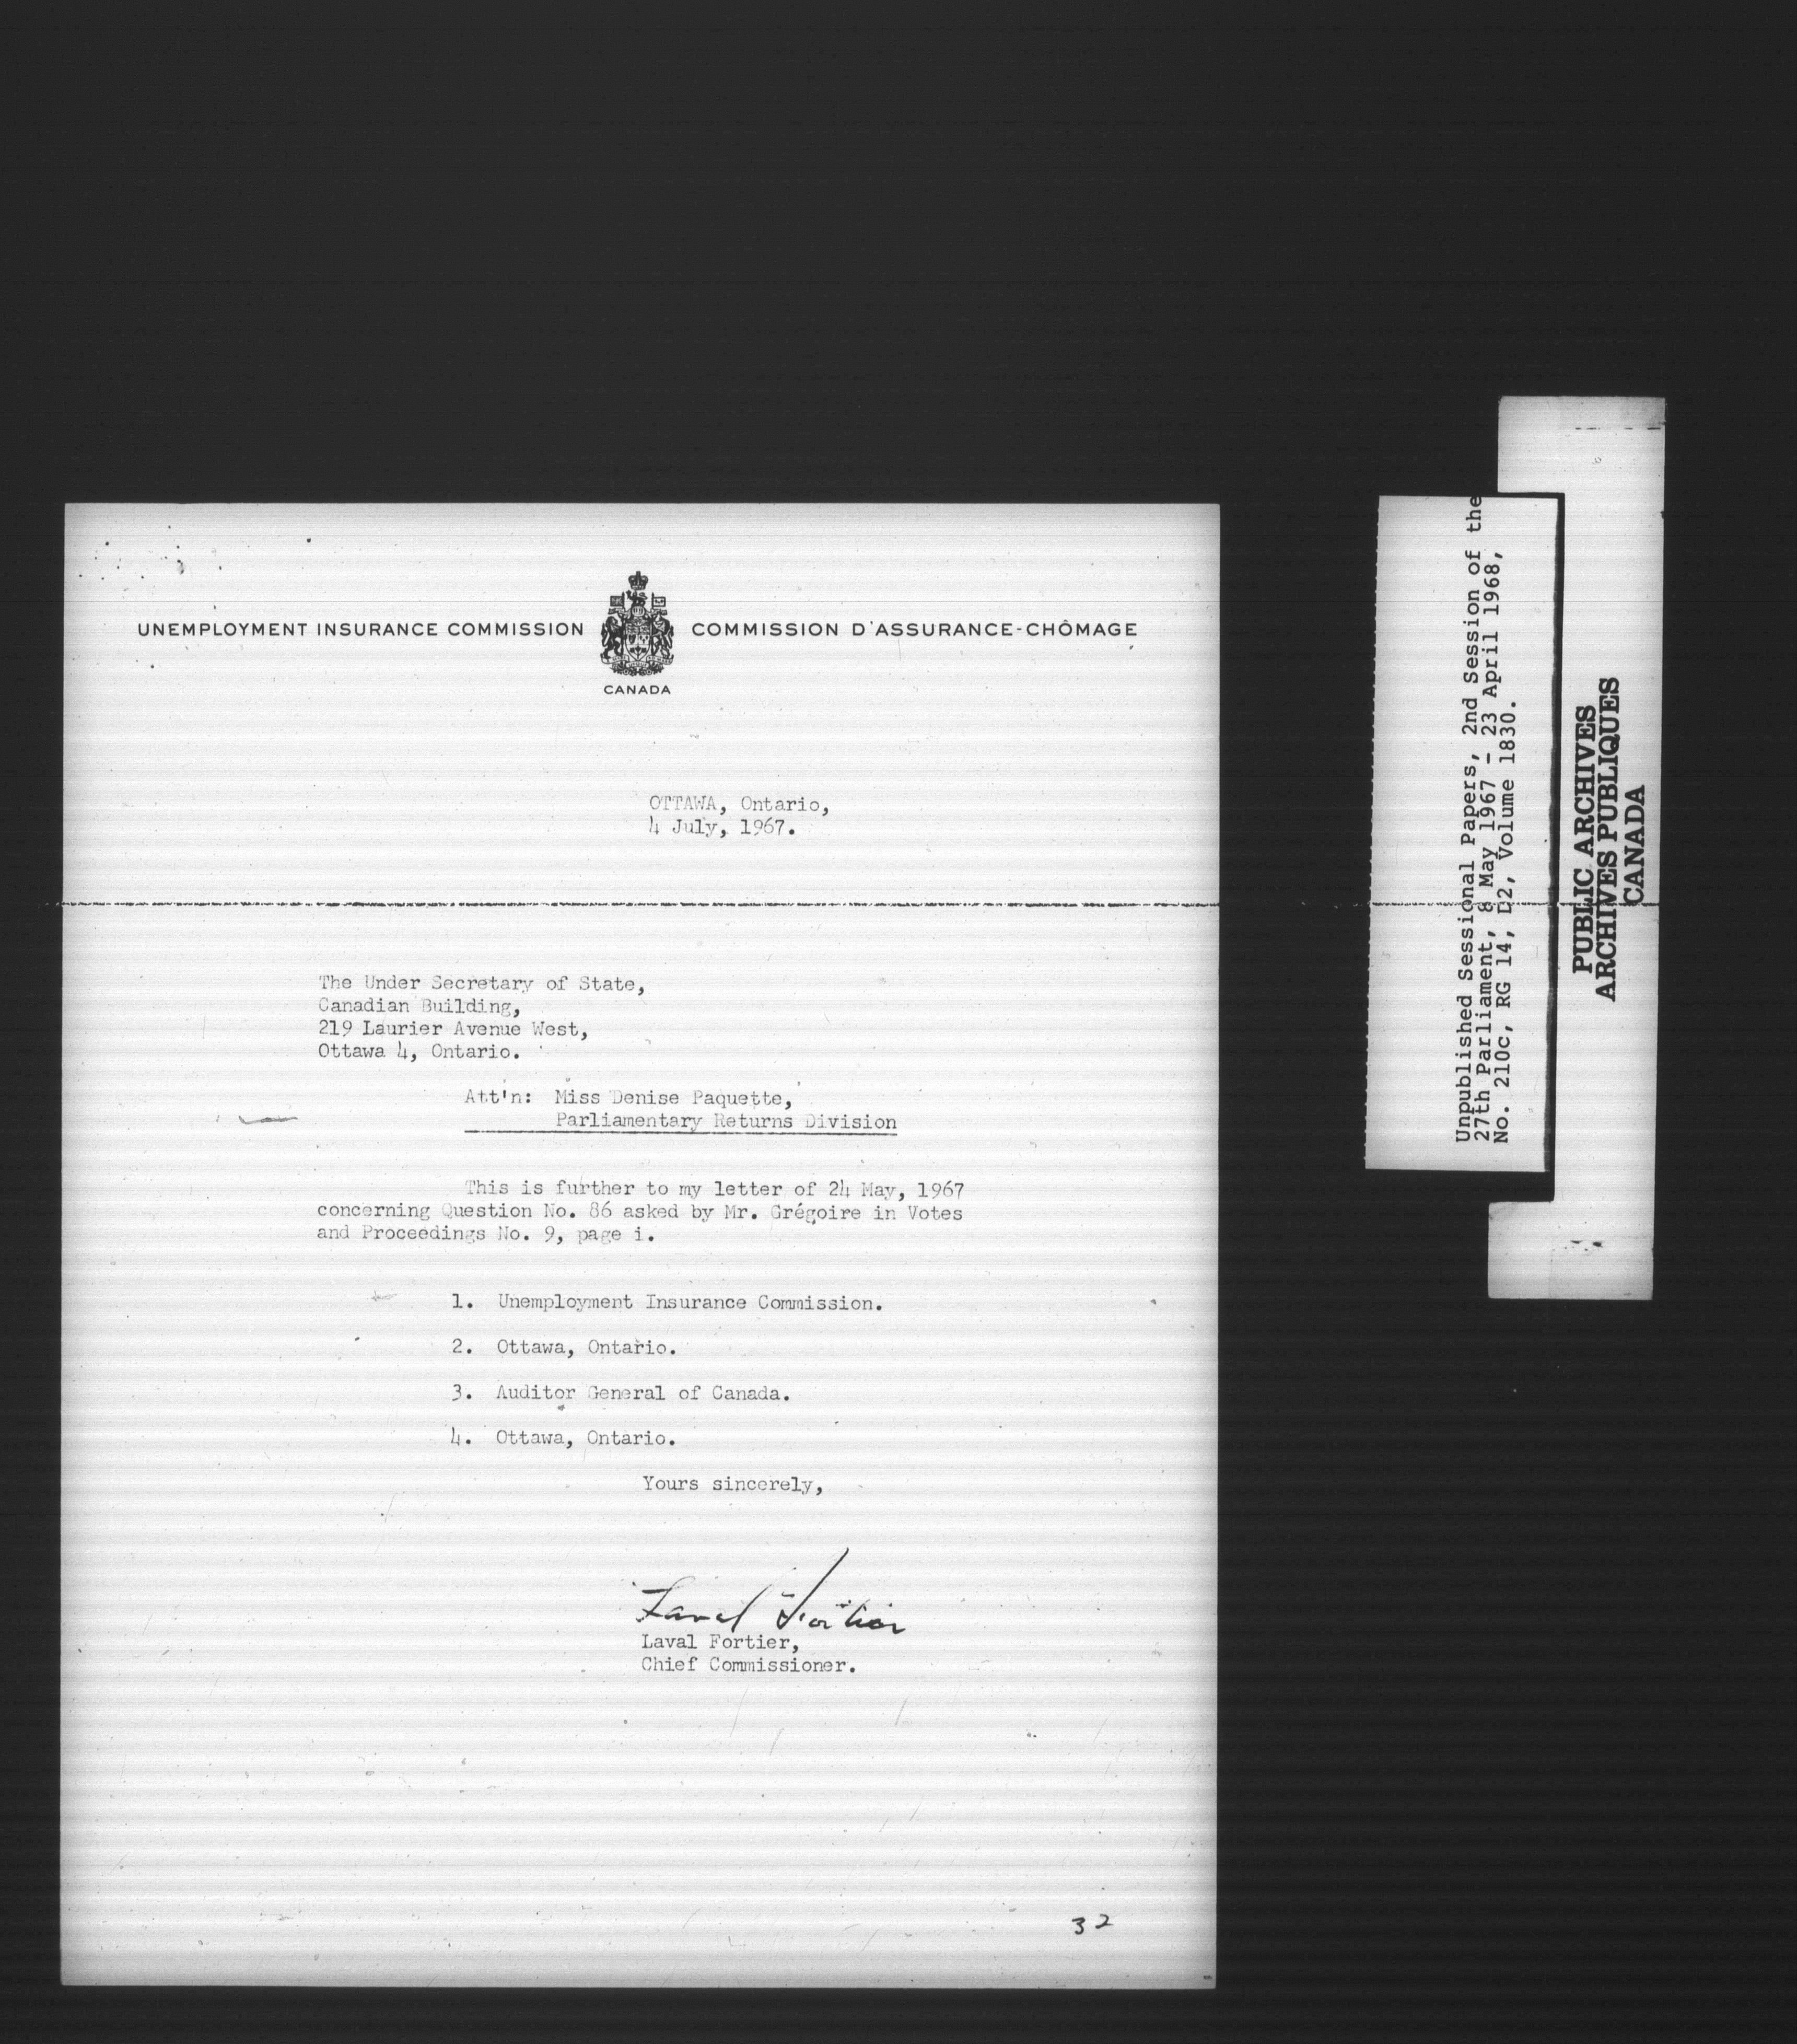 UNEMPLOYMENT INSURANCE COMMISSION COMMISSION D'ASSURANCE-CHÔMAGE
CANADA
OTTAWA, Ontario,
4 July, 1967.
The Under Secretary of State,
Canadian Building,
219 Laurier Avenue West,
Ottawa 4, Ontario.
Att'n: Miss Denise Paquette,
Parliamentary Returns Division
This is further to my letter of 24 May, 1967
concerning Question No. 86 asked by Mr. Grégoire in Votes
and Proceedings No. 9, page i.
1. Unemployment Insurance Commission.
2. Ottawa, Ontario.
3. Auditor General of Canada.
4. Ottawa, Ontario.
Yours sincerely,
Laval Fortier
Laval Fortier,
Chief Commissioner.
32
Unpublished Sessional Papers, 2nd Session of the
27th Parliament, 8 May 1967 - 23 April 1968,
No. 210c, RG 14, D2, Volume 1830.
PUBLIC ARCHIVES
ARCHIVES PUBLIQUES
CANADA